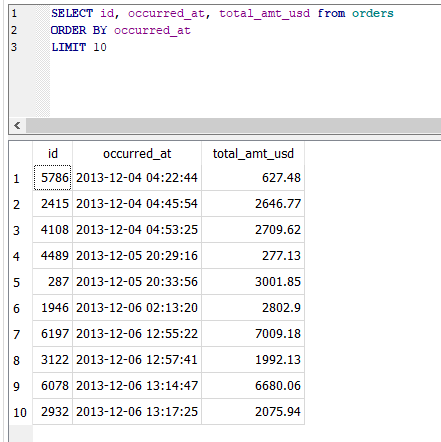 1 SELECT id, occurred_at, total_amt_usd from orders
2 ORDER BY occurred_at
3 LIMIT 10
id occurred_at total_amt_usd
1 5786 2013-12-04 04:22:44 627.48
2 2415 2013-12-04 04:45:54 2646.77
3 4108 2013-12-04 04:53:25 2709.62
4 4489 2013-12-05 20:29:16 277.13
5 287 2013-12-05 20:33:56 3001.85
6 1946 2013-12-06 02:13:20 2802.9
7 6197 2013-12-06 12:55:22 7009.18
8 3122 2013-12-06 12:57:41 1992.13
9 6078 2013-12-06 13:14:47 6680.06
10 2932 2013-12-06 13:17:25 2075.94